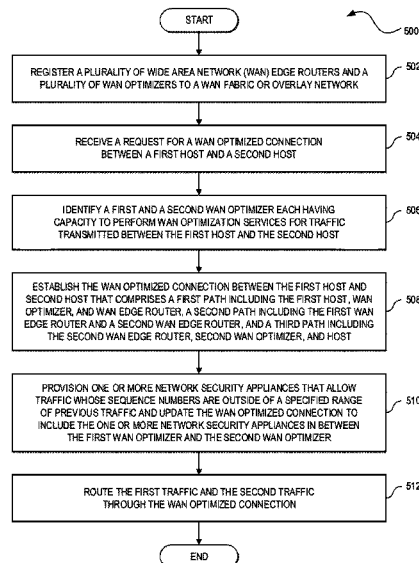 START
500
REGISTER A PLURALITY OF WIDE AREA NETWORK (WAN) EDGE ROUTERS AND A
PLURALITY OF WAN OPTIMIZERS TO A WAN FABRIC OR OVERLAY NETWORK
502
RECEIVE A REQUEST FOR A WAN OPTIMIZED CONNECTION
BETWEEN A FIRST HOST AND A SECOND HOST
504
IDENTIFY A FIRST AND A SECOND WAN OPTIMIZER EACH HAVING
CAPACITY TO PERFORM WAN OPTIMIZATION SERVICES FOR TRAFFIC
TRANSMITTED BETWEEN THE FIRST HOST AND THE SECOND HOST
506
ESTABLISH THE WAN OPTIMIZED CONNECTION BETWEEN THE FIRST HOST AND
SECOND HOST THAT COMPRISES A FIRST PATH INCLUDING THE FIRST HOST, WAN
OPTIMIZER, AND WAN EDGE ROUTER, A SECOND PATH INCLUDING THE FIRST WAN
EDGE ROUTER AND A SECOND WAN EDGE ROUTER, AND A THIRD PATH INCLUDING
THE SECOND WAN EDGE ROUTER, SECOND WAN OPTIMIZER, AND HOST
508
PROVISION ONE OR MORE NETWORK SECURITY APPLIANCES THAT ALLOW
TRAFFIC WHOSE SEQUENCE NUMBERS ARE OUTSIDE OF A SPECIFIED RANGE
OF PREVIOUS TRAFFIC AND UPDATE THE WAN OPTIMIZED CONNECTION TO
INCLUDE THE ONE OR MORE NETWORK SECURITY APPLIANCES IN BETWEEN
THE FIRST WAN OPTIMIZER AND THE SECOND WAN OPTIMIZER
510
ROUTE THE FIRST TRAFFIC AND THE SECOND TRAFFIC
THROUGH THE WAN OPTIMIZED CONNECTION
512
END